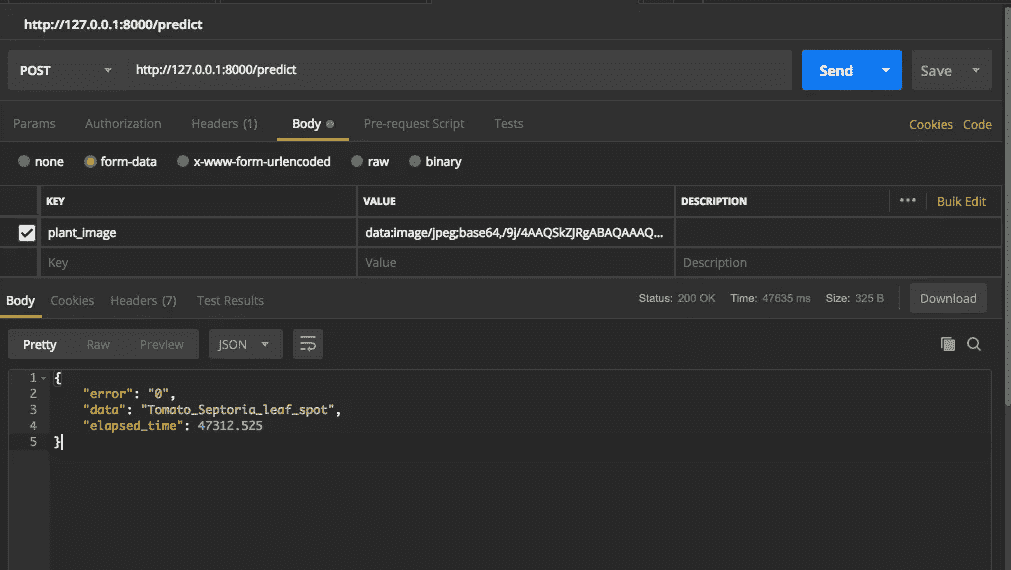 http://127.0.0.1:8000/predict
POST http://127.0.0.1:8000/predict Send Save
Params Authorization Headers (1) Body Pre-request Script Tests Cookies Code
none form-data x-www-form-urlencoded raw binary
KEY VALUE DESCRIPTION ••• Bulk Edit
plant_image data:image/jpeg;base64,/9j/4AAQSkZJRgABAQAAAQ...
Key Value Description
Body Cookies Headers (7) Test Results Status: 200 OK Time: 47635 ms Size: 325 B Download
Pretty Raw Preview JSON
1 {
2 "error": "0",
3 "data": "Tomato_Septoria_leaf_spot",
4 "elapsed_time": 47312.525
5 }